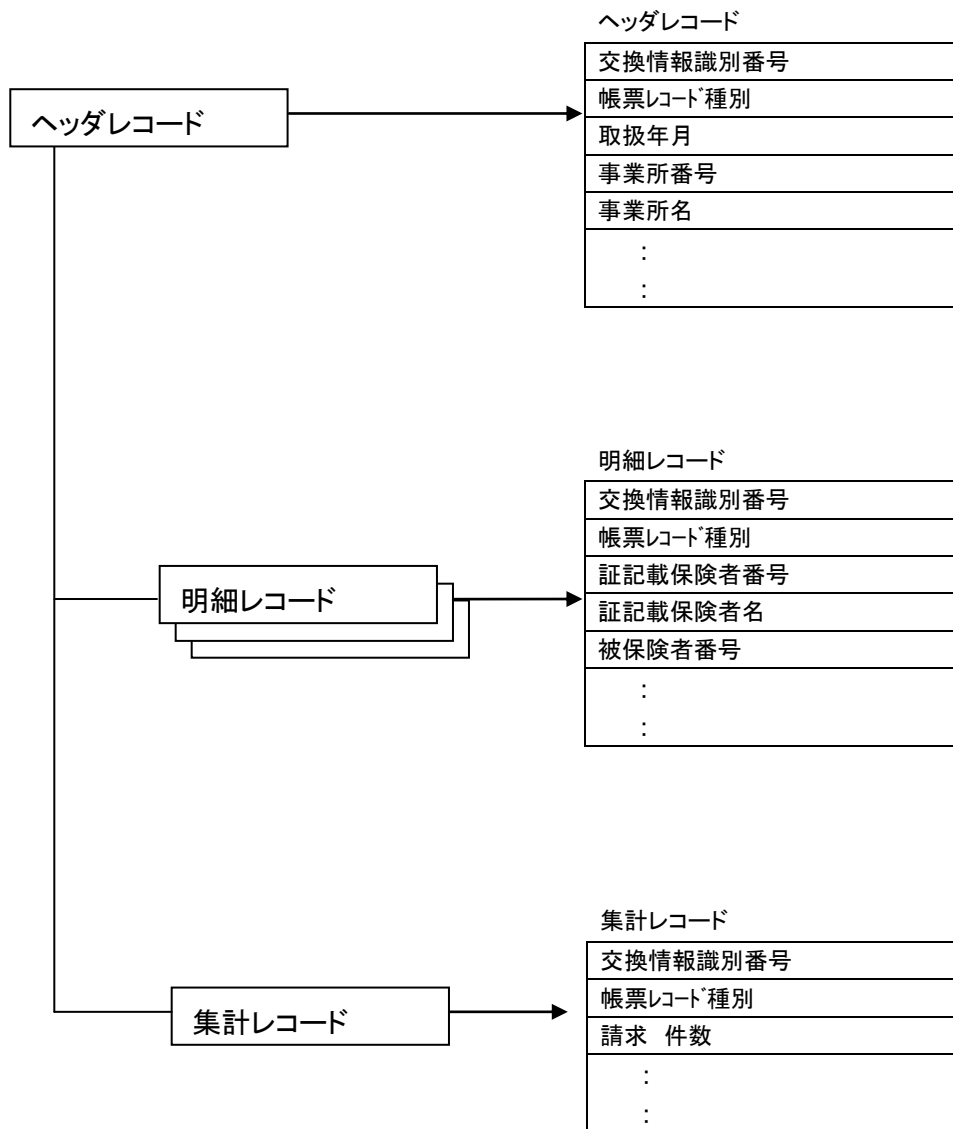 ヘッダレコード
交換情報識別番号
ヘッダレコード
帳票ﾚｺｰﾄﾞ種別
取扱年月
事業所番号
事業所名
:
:
明細レコード
交換情報識別番号
帳票ﾚｺｰﾄﾞ種別
明細レコード
証記載保険者番号
証記載保険者名
被保険者番号
:
:
集計レコード
交換情報識別番号
帳票ﾚｺｰﾄﾞ種別
集計レコード
請求　件数
:
: